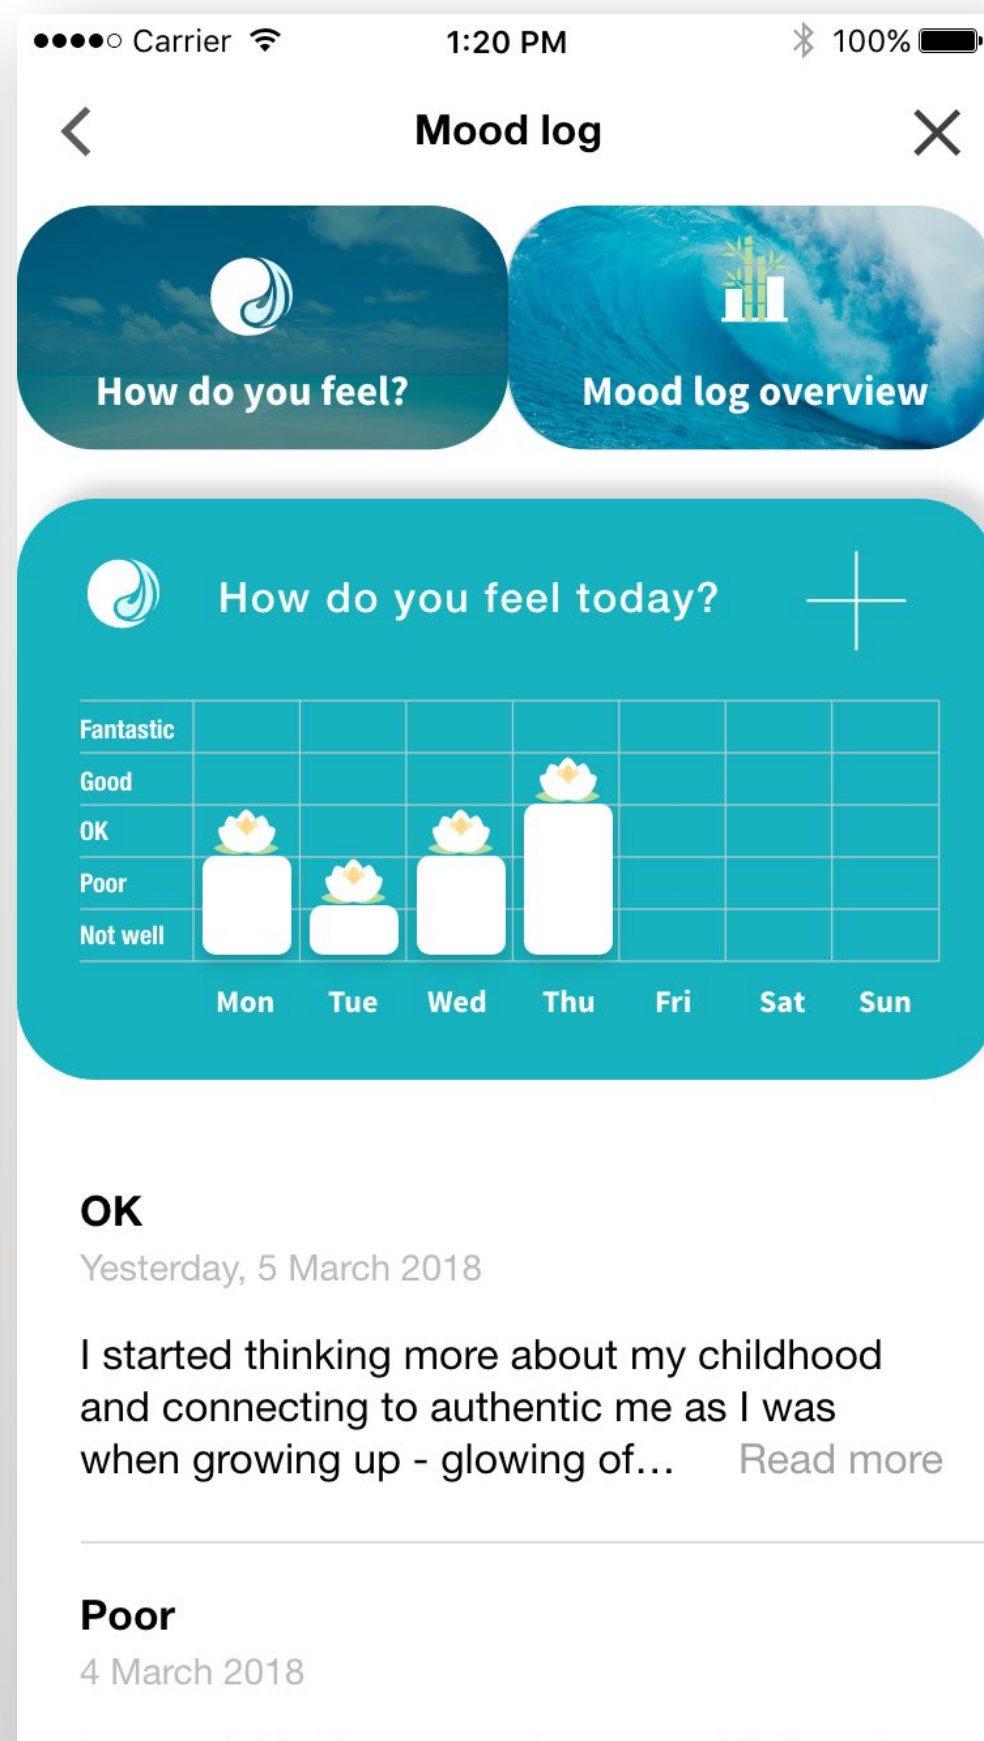 Carrier 1:20 PM 100%
Mood log
How do you feel?
Mood log overview
How do you feel today?
Fantastic
Good
OK
Poor
Not well
Mon Tue Wed Thu Fri Sat Sun
OK
Yesterday, 5 March 2018
I started thinking more about my childhood
and connecting to authentic me as I was
when growing up - glowing of... Read more
Poor
4 March 2018